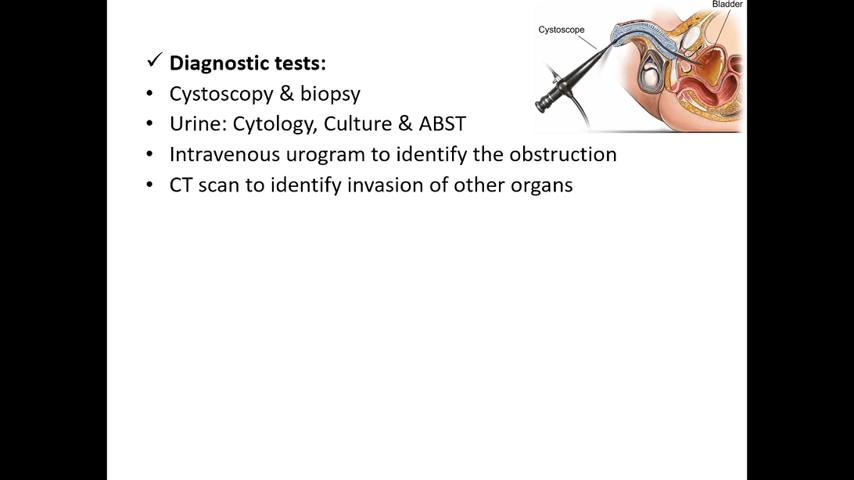 Bladder
Cystoscope
✓ Diagnostic tests:
• Cystoscopy & biopsy
• Urine: Cytology, Culture & ABST
• Intravenous urogram to identify the obstruction
• CT scan to identify invasion of other organs